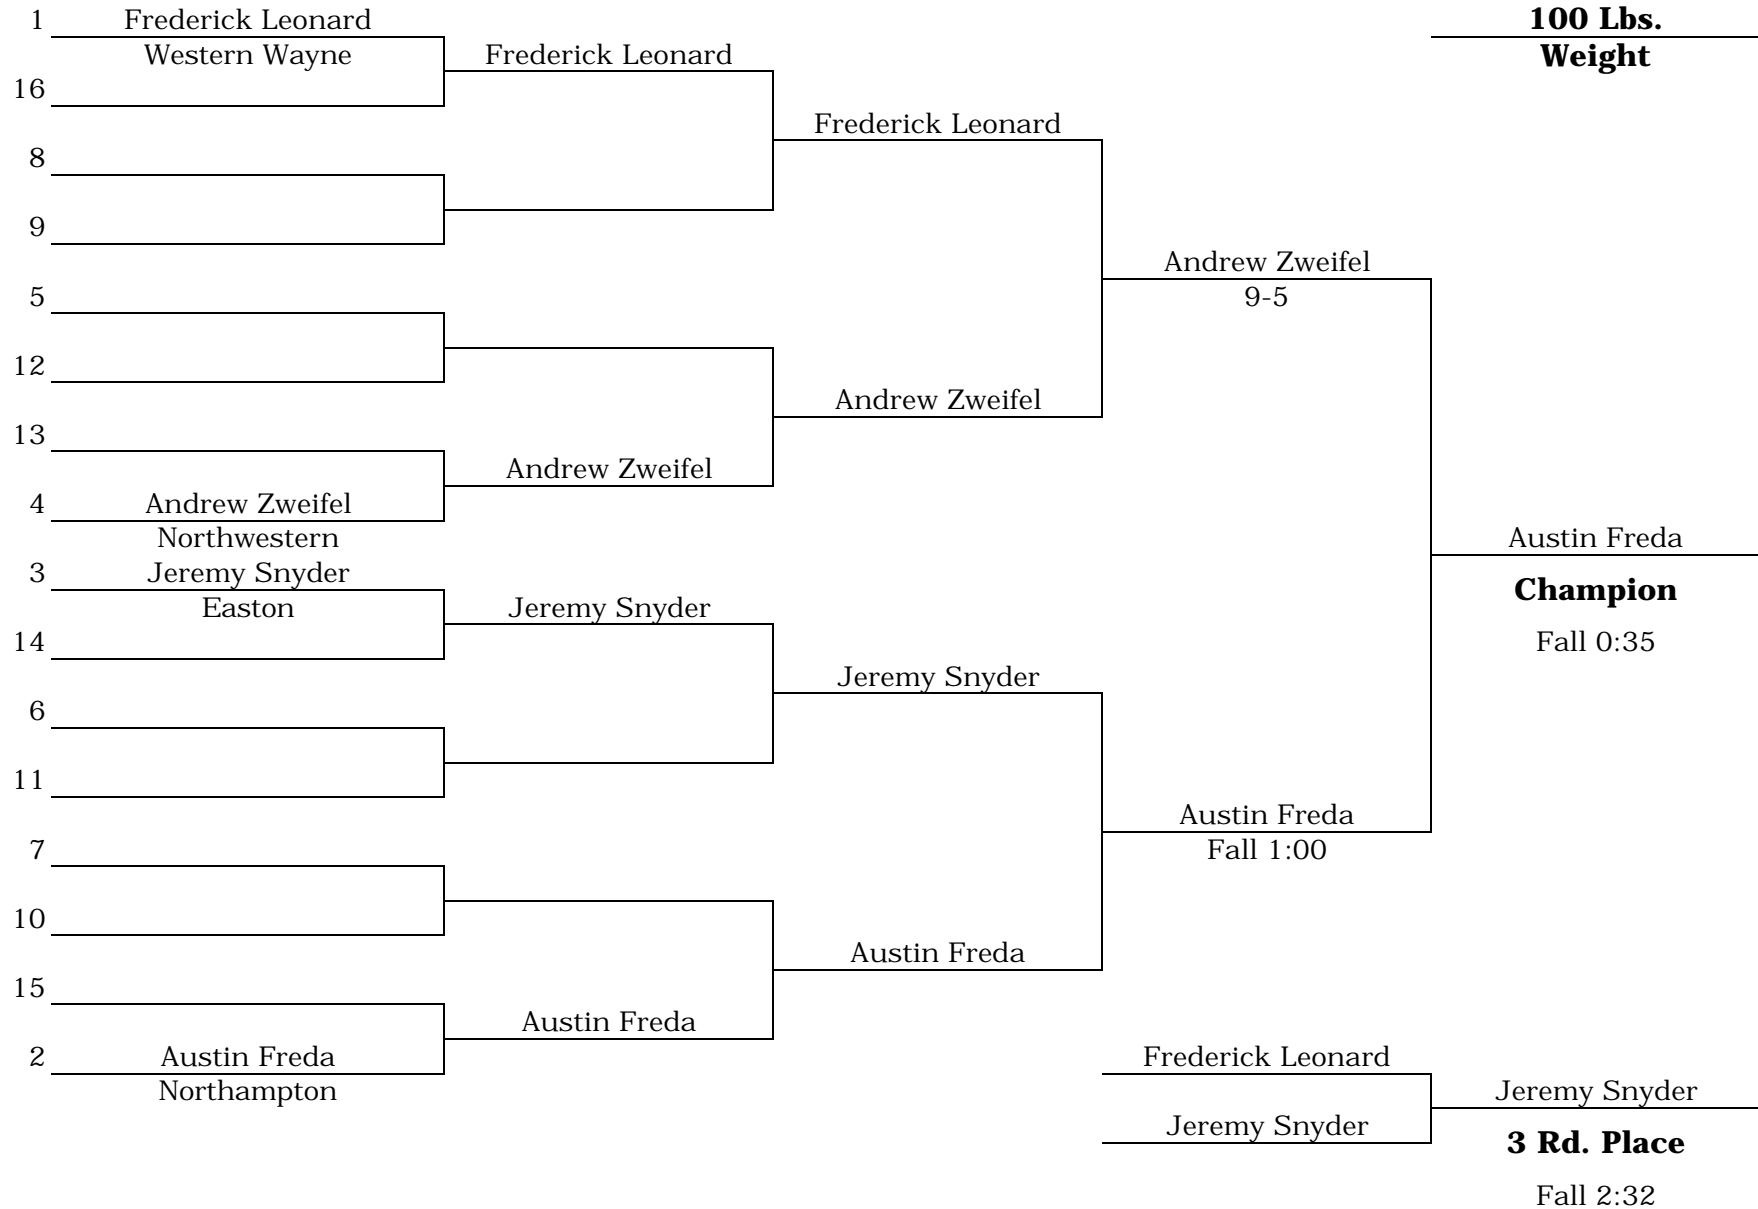 1 Frederick Leonard
Western Wayne
16
8
9
5
12
13
4 Andrew Zweifel
Northwestern
3 Jeremy Snyder
Easton
14
6
11
7
10
15
2 Austin Freda
Northampton
Frederick Leonard
Andrew Zweifel
Jeremy Snyder
Austin Freda
Frederick Leonard
Andrew Zweifel
Jeremy Snyder
Austin Freda
Andrew Zweifel
9-5
Austin Freda
Fall 1:00
Frederick Leonard
Jeremy Snyder
100 Lbs.
Weight
Austin Freda
Champion
Fall 0:35
Jeremy Snyder
3 Rd. Place
Fall 2:32